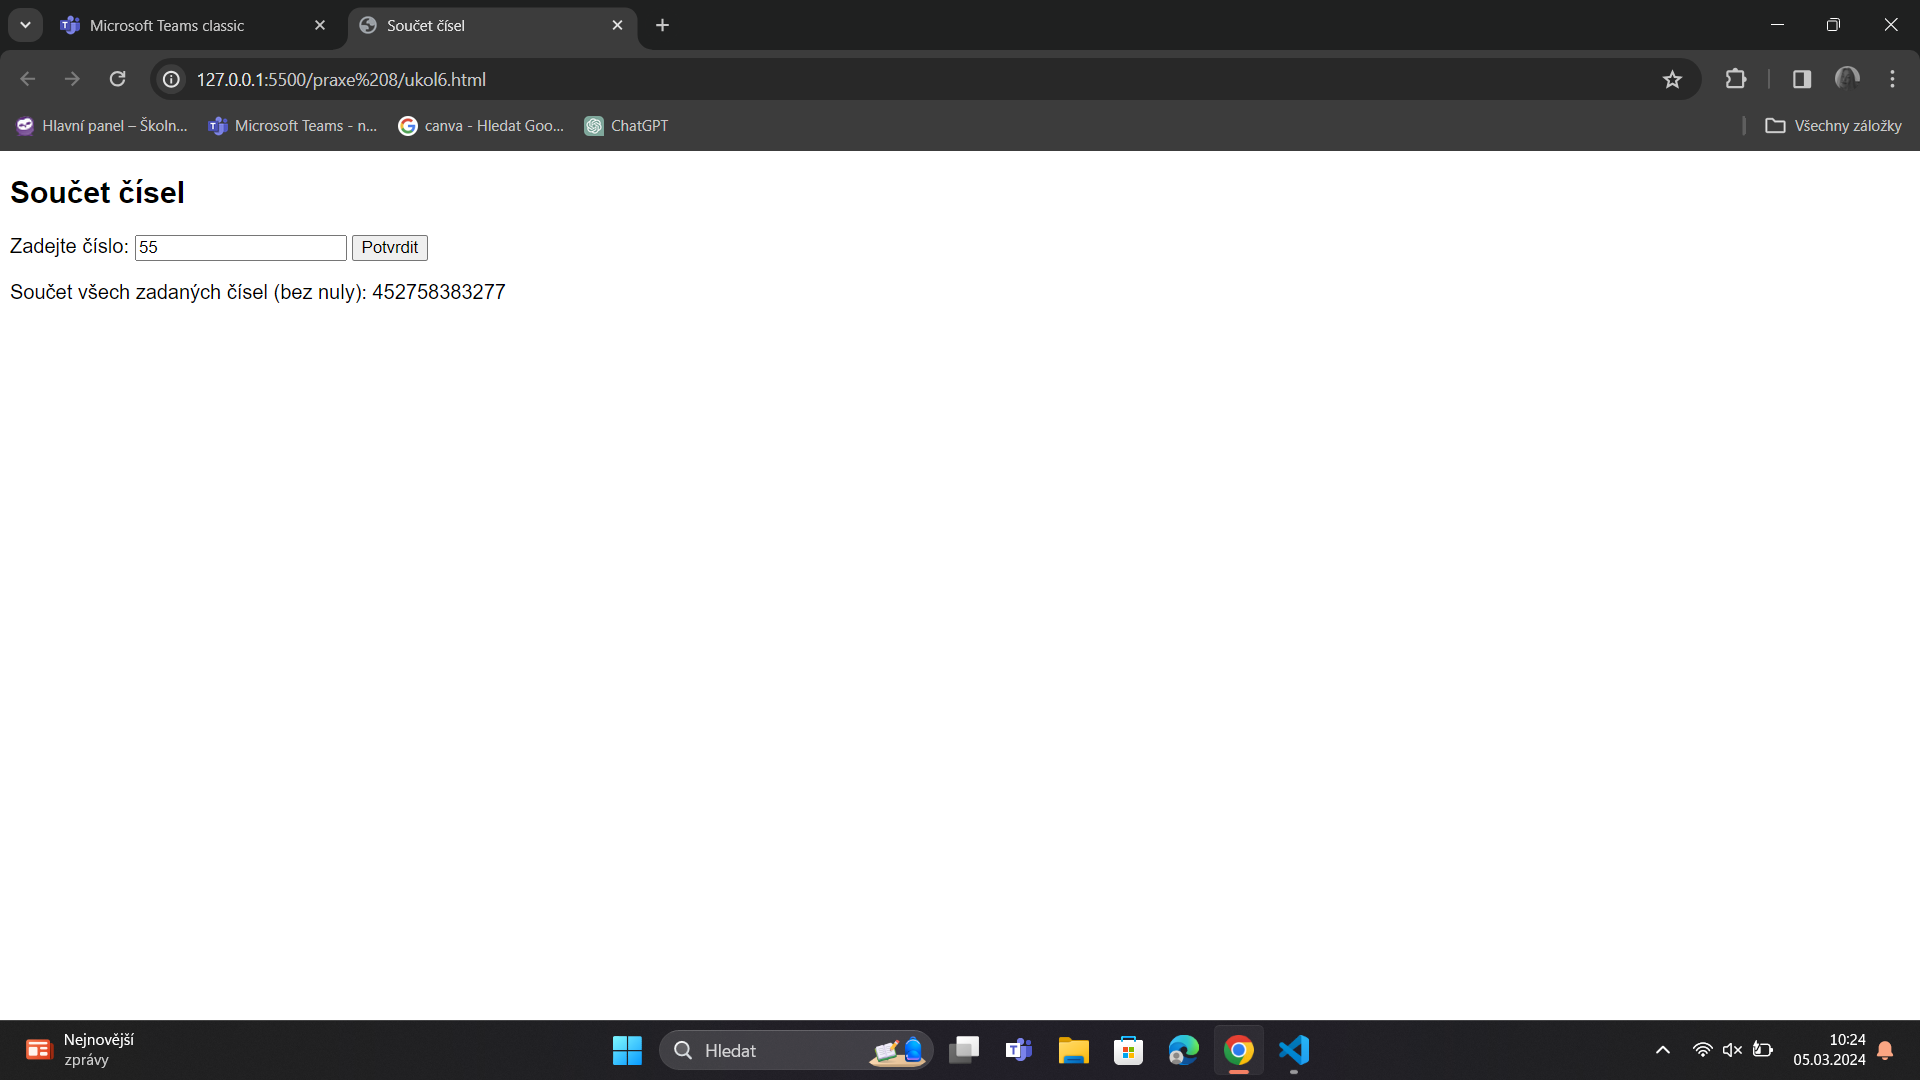 Microsoft Teams classic
Součet čísel
127.0.0.1:5500/praxe%208/ukol6.html
Hlavní panel – Školn...
Microsoft Teams - n...
canva - Hledat Goo...
ChatGPT
Všechny záložky
Součet čísel
Zadejte číslo: 55 Potvrdit
Součet všech zadaných čísel (bez nuly): 452758383277
Nejnovější
zprávy
Hledat
10:24
05.03.2024